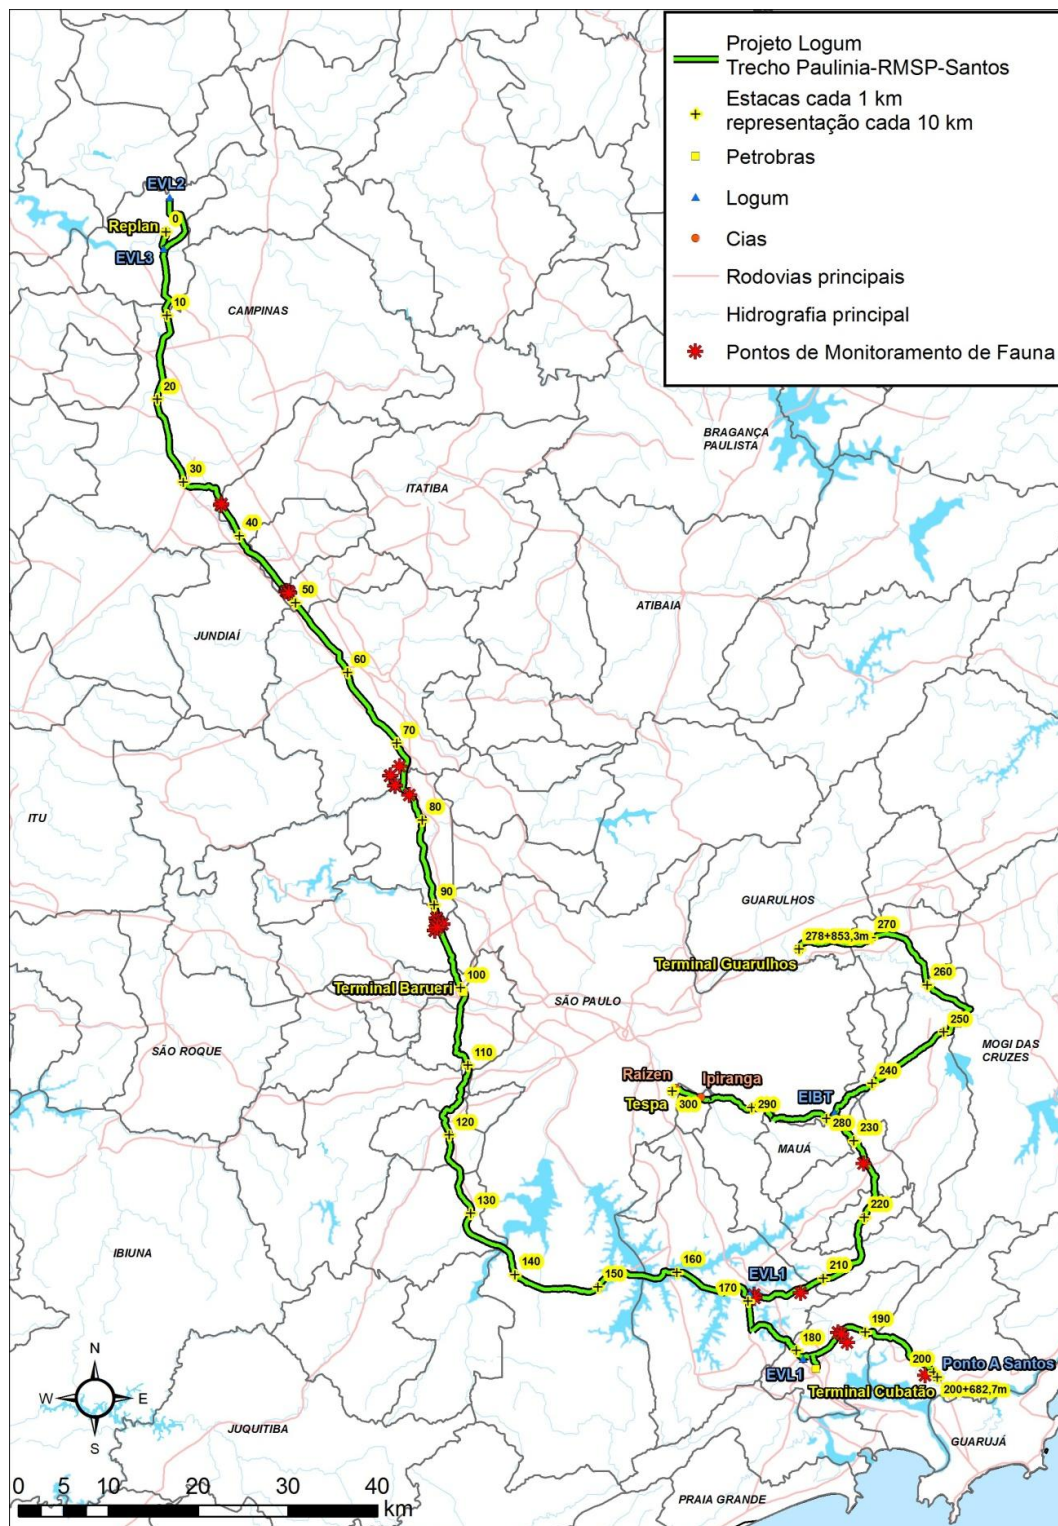 Projeto Logum
Trecho Paulinia-RMSP-Santos
Estacas cada 1 km
representação cada 10 km
Petrobras
Logum
Cias
Rodovias principais
Hidrografia principal
Pontos de Monitoramento de Fauna
EVL2
0
Replan
EVL3
10
CAMPINAS
20
BRAGANÇA
PAULISTA
30
ITATIBA
40
50
ATIBAIA
JUNDIAÍ
60
70
80
ITU
90
GUARULHOS
270
278+853,3m
Terminal Guarulhos
260
100
Terminal Barueri
SÃO PAULO
250
SÃO ROQUE
MOGI DAS
CRUZES
110
Raízen
Ipiranga
240
Tespa
300
290
EIBT
280
230
120
MAUÁ
130
220
IBIUNA
140
150
160
210
170
EVL1
190
180
200
Ponto A Santos
EVL1
Terminal Cubatão
200+682,7m
N
W
E
S
JUQUITIBA
GUARUJÁ
0
10
20
30
40
km
PRAIA GRANDE